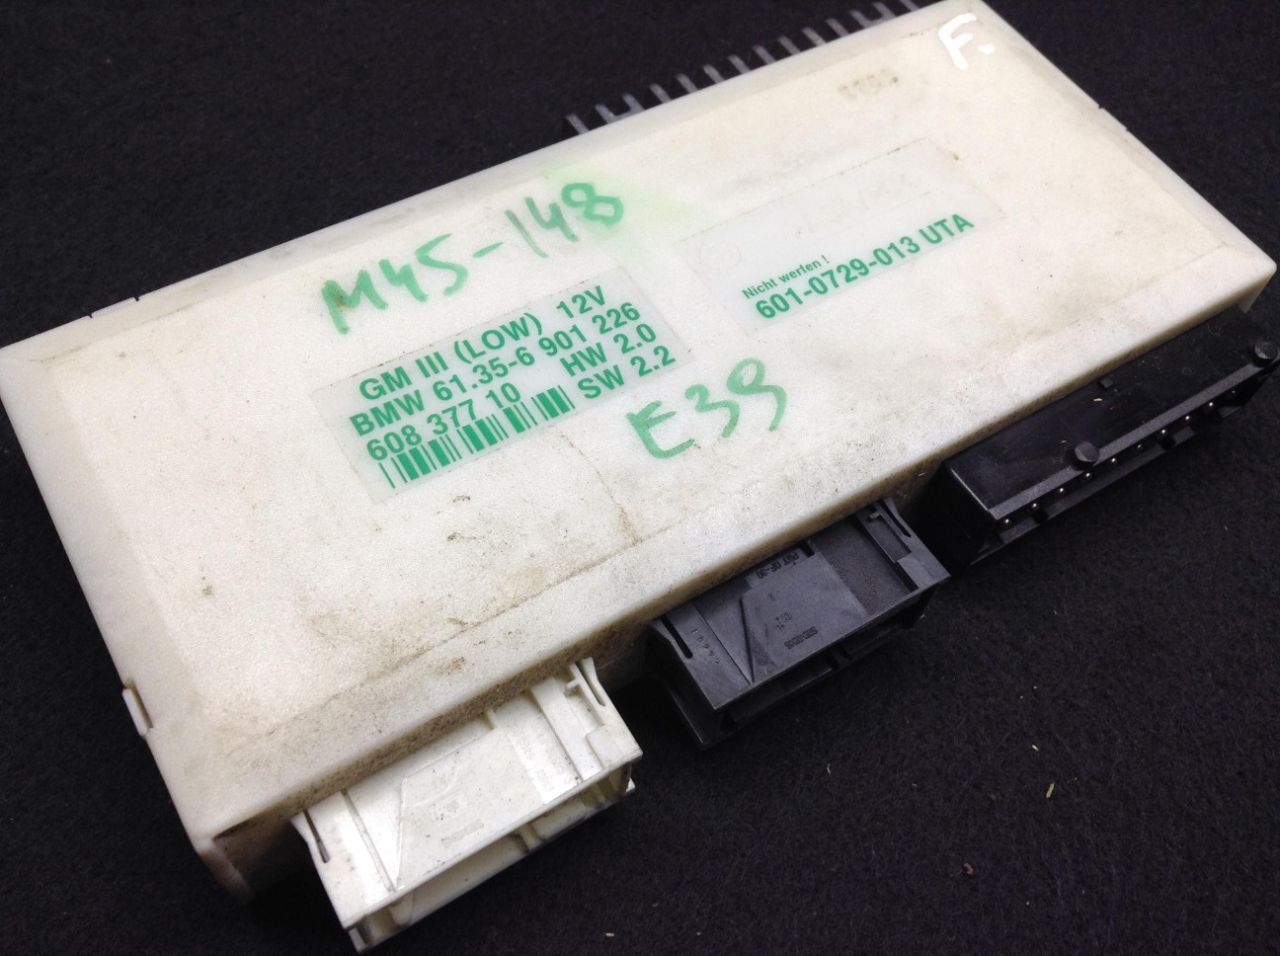 F.
M45-148
GM III (LOW) 12V
BMW 61.35-6 901 226
608 377 10 HW 2.0
SW 2.2
Nicht werfen !
601-0729-013 UTA
E39